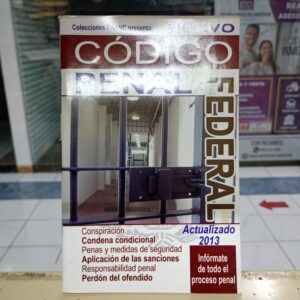 Colecciones
presenta:
CÓDIGO
PENAL
FEDERAL
Conspiración
Condena condicional
Penas y medidas de seguridad
Aplicación de las sanciones
Responsabilidad penal
Perdón del ofendido
Actualizado
2013
Infórmate
de todo el
proceso penal